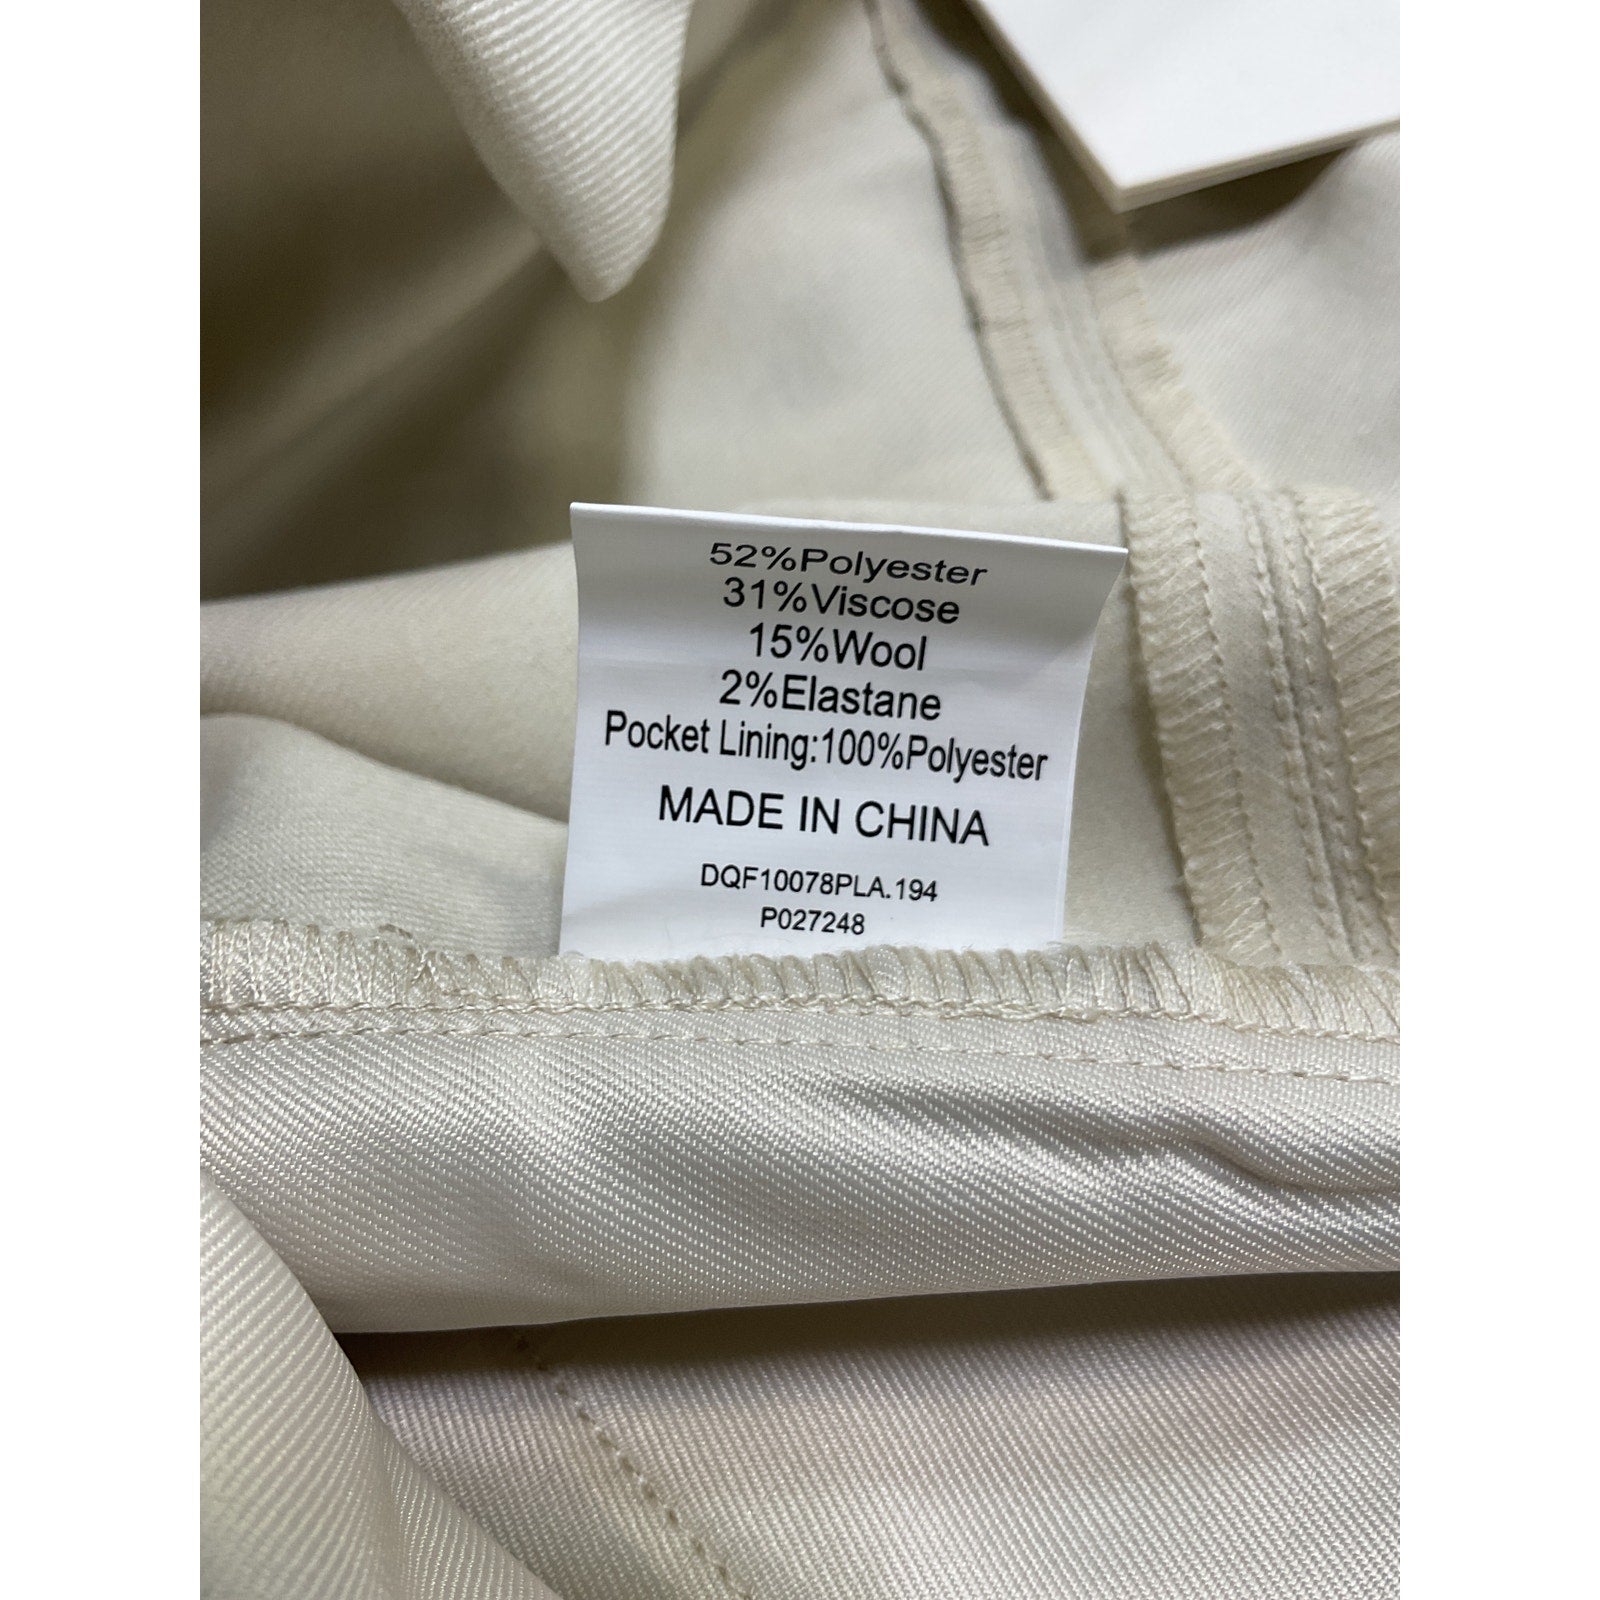 52%Polyester
31%Viscose
15%Wool
2%Elastane
Pocket Lining:100%Polyester
MADE IN CHINA
DQF10078PLA.194
P027248